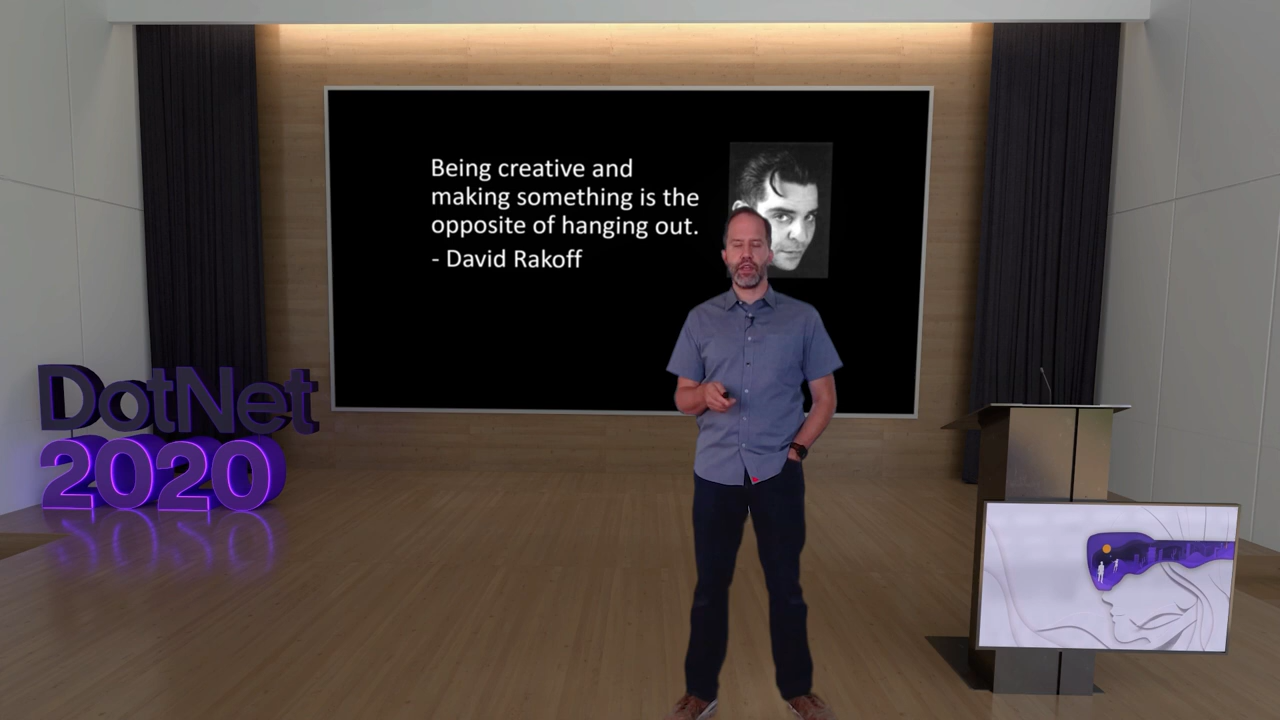 Being creative and
making something is the
opposite of hanging out.
- David Rakoff
DotNet
2020